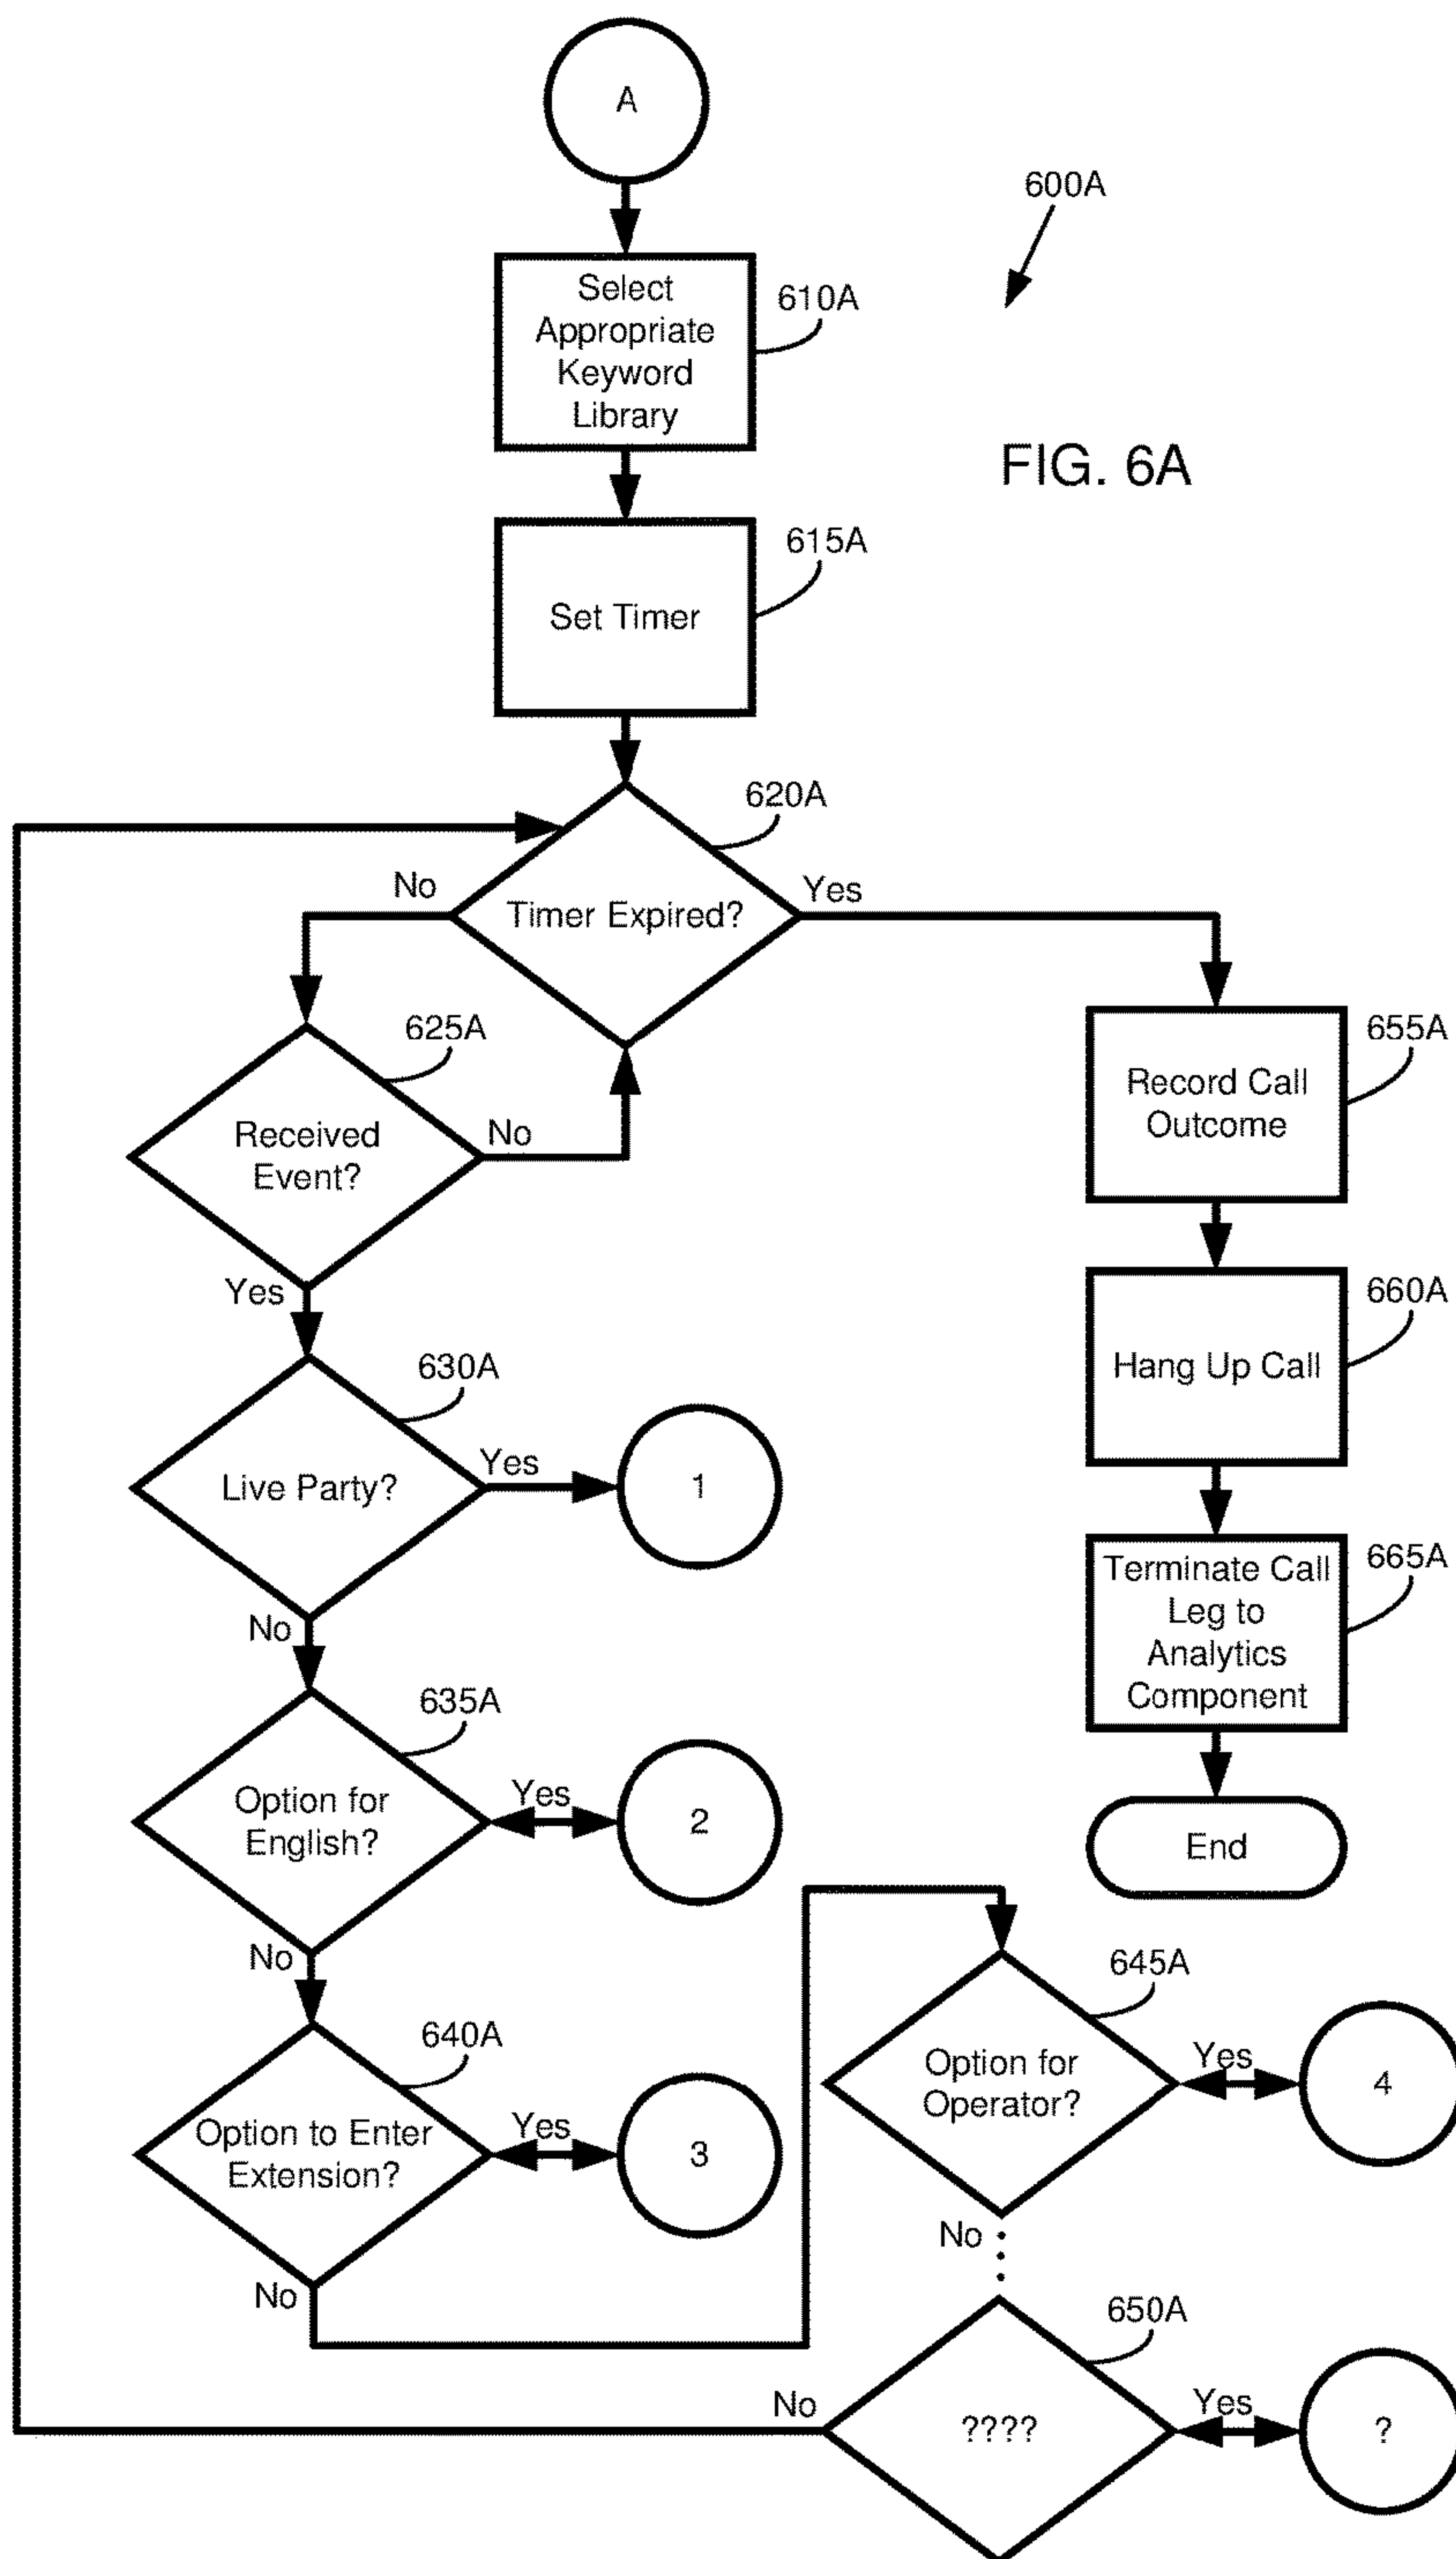 A
600A
Select
Appropriate
Keyword
Library
610A
FIG. 6A
615A
Set Timer
620A
No
Timer Expired?
Yes
625A
Received
Event?
No
Yes
655A
Record Call
Outcome
660A
Hang Up Call
630A
Live Party?
Yes
1
No
665A
Terminate Call
Leg to
Analytics
Component
End
635A
Option for
English?
Yes
2
No
640A
Option to Enter
Extension?
Yes
3
No
645A
Option for
Operator?
Yes
4
No
650A
????
Yes
?
No